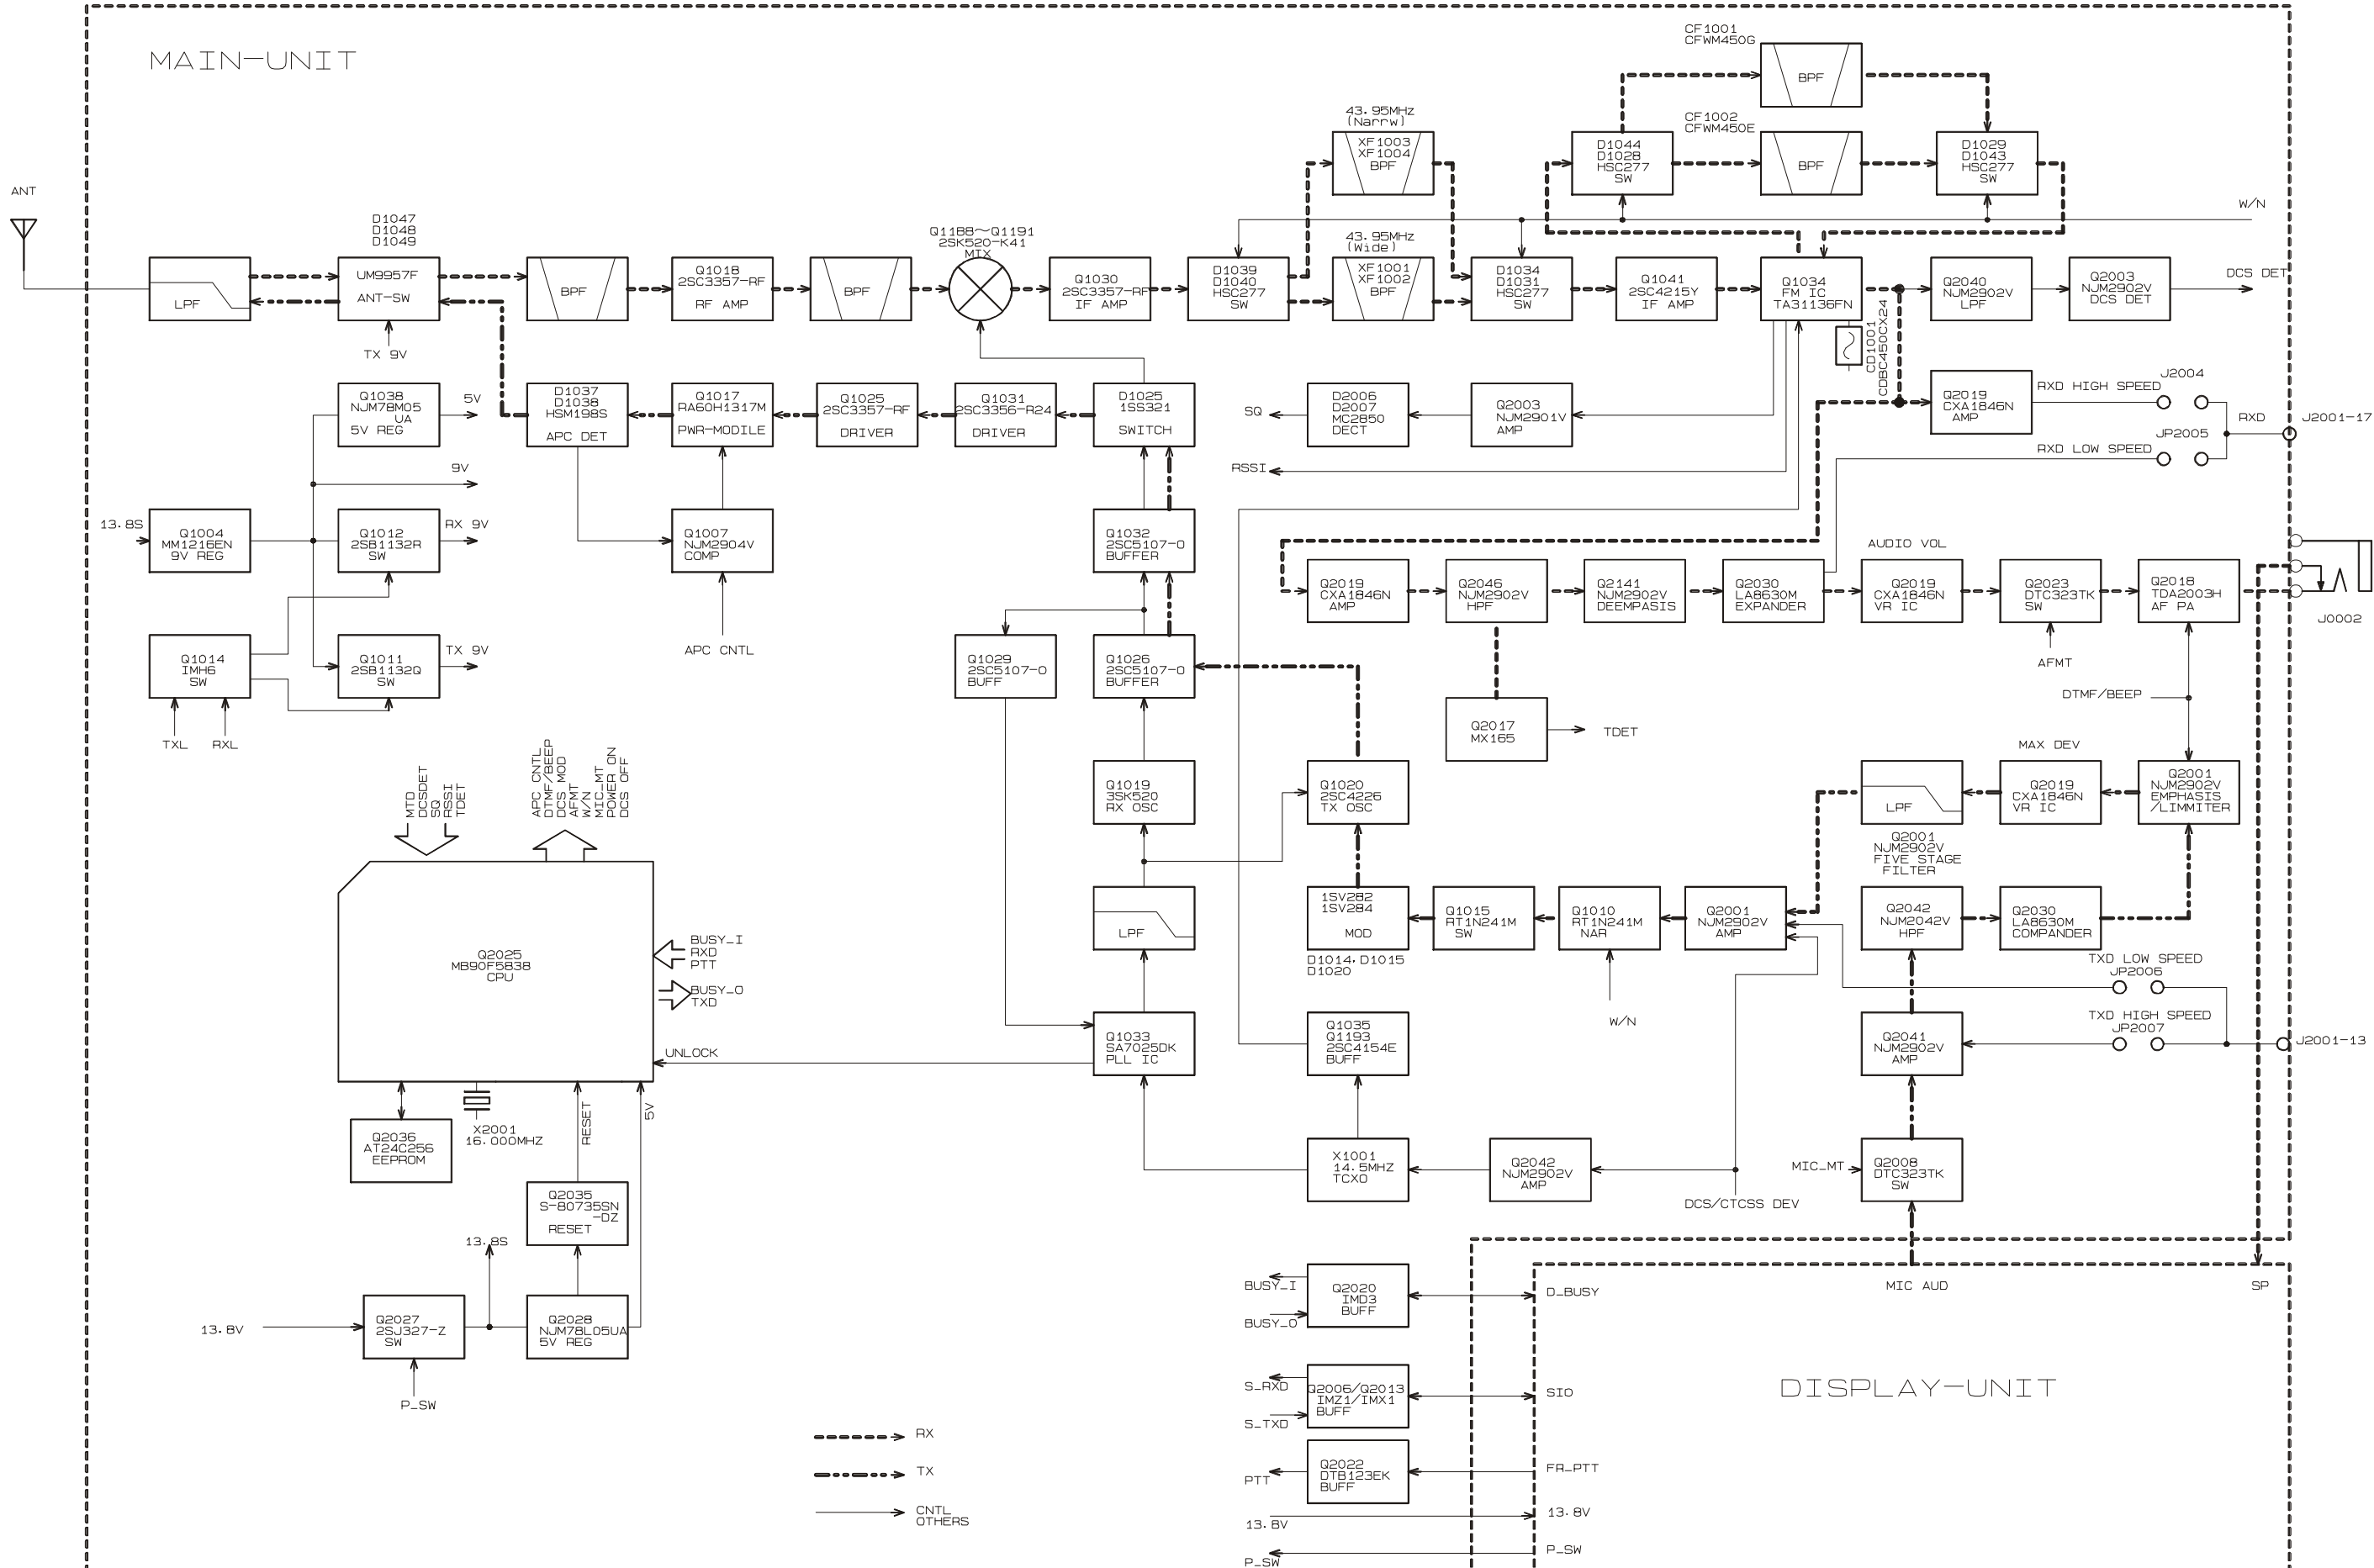 MAIN-UNIT
CF1001
CFWM450G
BPF
43.95MHz
(Narrw)
XF1003
XF1004
BPF
D1044
D1028
HSC277
SW
CF1002
CFWM450E
BPF
D1029
D1043
HSC277
SW
W/N
ANT
LPF
D1047
D1048
D1049
UM9957F
ANT-SW
TX 9V
BPF
Q1018
2SC3357-RF
RF AMP
BPF
Q1188~Q1191
2SK520-K41
MIX
Q1030
2SC3357-RF
IF AMP
D1039
D1040
HSC277
SW
43.95MHz
(Wide)
XF1001
XF1002
BPF
D1034
D1031
HSC277
SW
Q1041
2SC4215Y
IF AMP
Q1034
FM IC
TA31136FN
CD1001
CDBC450CX24
Q2040
NJM2902V
LPF
Q2003
NJM2902V
DCS DET
DCS DET
Q1038
NJM78M05
UA
5V REG
5V
9V
D1037
D1038
HSM198S
APC DET
Q1017
RA60H1317M
PWR-MODILE
Q1025
2SC3357-RF
DRIVER
Q1031
2SC3356-R24
DRIVER
D1025
1SS321
SWITCH
SQ
D2006
D2007
MC2850
DECT
Q2003
NJM2901V
AMP
RSSI
Q2019
CXA1846N
AMP
RXD HIGH SPEED
J2004
RXD
J2001-17
JP2005
RXD LOW SPEED
13.8S
Q1004
MM1216EN
9V REG
Q1012
2SB1132R
SW
RX 9V
Q1007
NJM2904V
COMP
APC CNTL
Q1032
2SC5107-O
BUFFER
Q1014
IMH6
SW
TXL
RXL
Q1011
2SB1132Q
SW
TX 9V
Q1029
2SC5107-O
BUFF
Q1026
2SC5107-O
BUFFER
Q2019
CXA1846N
AMP
Q2046
NJM2902V
HPF
Q2141
NJM2902V
DEEMPASIS
Q2030
LA8630M
EXPANDER
AUDIO VOL
Q2019
CXA1846N
VR IC
Q2023
DTC323TK
SW
AFMT
Q2018
TDA2003H
AF PA
J0002
DTMF/BEEP
Q2017
MX165
TDET
MTD
DCSDET
SQ
RSSI
TDET
APC CNTL
DTMF/BEEP
DCS MOD
AFMT
W/N
MIC_MT
POWER ON
DCS OFF
Q1019
3SK520
RX OSC
Q1020
2SC4226
TX OSC
LPF
Q2001
NJM2902V
FIVE STAGE
FILTER
MAX DEV
Q2019
CXA1846N
VR IC
Q2001
NJM2902V
EMPHASIS
/LIMMITER
Q2025
MB90F5838
CPU
BUSY_I
RXD
PTT
BUSY_O
TXD
UNLOCK
LPF
1SV282
1SV284
MOD
D1014,D1015
D1020
Q1015
RT1N241M
SW
Q1010
RT1N241M
NAR
W/N
Q2001
NJM2902V
AMP
Q2042
NJM2042V
HPF
Q2030
LA8630M
COMPANDER
TXD LOW SPEED
JP2006
TXD HIGH SPEED
JP2007
J2001-13
Q1033
SA7025DK
PLL IC
Q1035
Q1193
2SC4154E
BUFF
Q2041
NJM2902V
AMP
Q2036
AT24C256
EEPROM
X2001
16.000MHZ
RESET
5V
Q2035
S-80735SN
-DZ
RESET
X1001
14.5MHZ
TCXO
Q2042
NJM2902V
AMP
DCS/CTCSS DEV
MIC_MT
Q2008
DTC323TK
SW
13.8S
13.8V
Q2027
2SJ327-Z
SW
P_SW
Q2028
NJM78L05UA
5V REG
MIC AUD
SP
BUSY_I
BUSY_O
Q2020
IMD3
BUFF
D_BUSY
S_RXD
S_TXD
Q2006/Q2013
IMZ1/IMX1
BUFF
SIO
DISPLAY-UNIT
PTT
Q2022
DTB123EK
BUFF
FR_PTT
13.8V
13.8V
P_SW
P_SW
RX
TX
CNTL
OTHERS